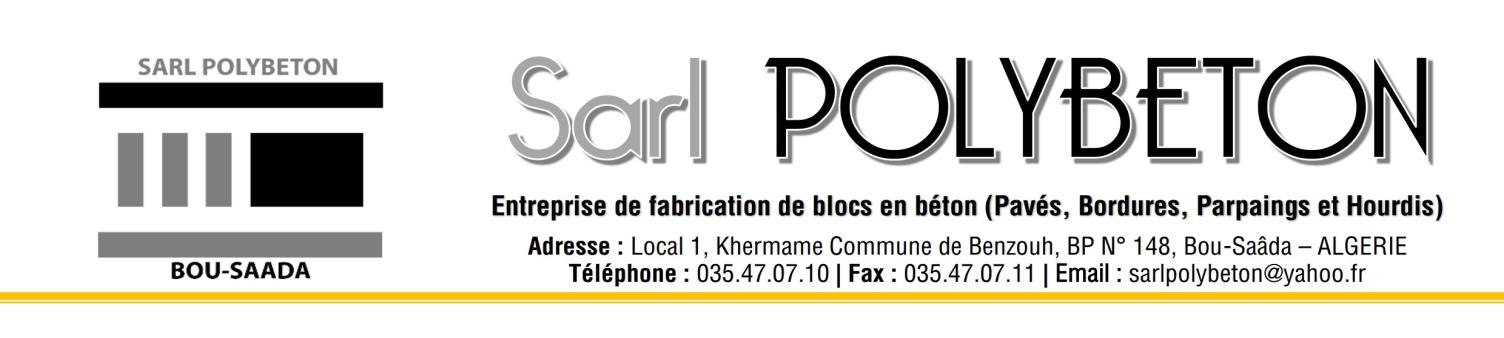 SARL POLYBETON
BOU-SAADA
Sarl POLYBETON
Entreprise de fabrication de blocs en béton (Pavés, Bordures, Parpaings et Hourdis)
Adresse : Local 1, Khermame Commune de Benzouh, BP N° 148, Bou-Saâda – ALGERIE
Téléphone : 035.47.07.10 | Fax : 035.47.07.11 | Email : sarlpolybeton@yahoo.fr